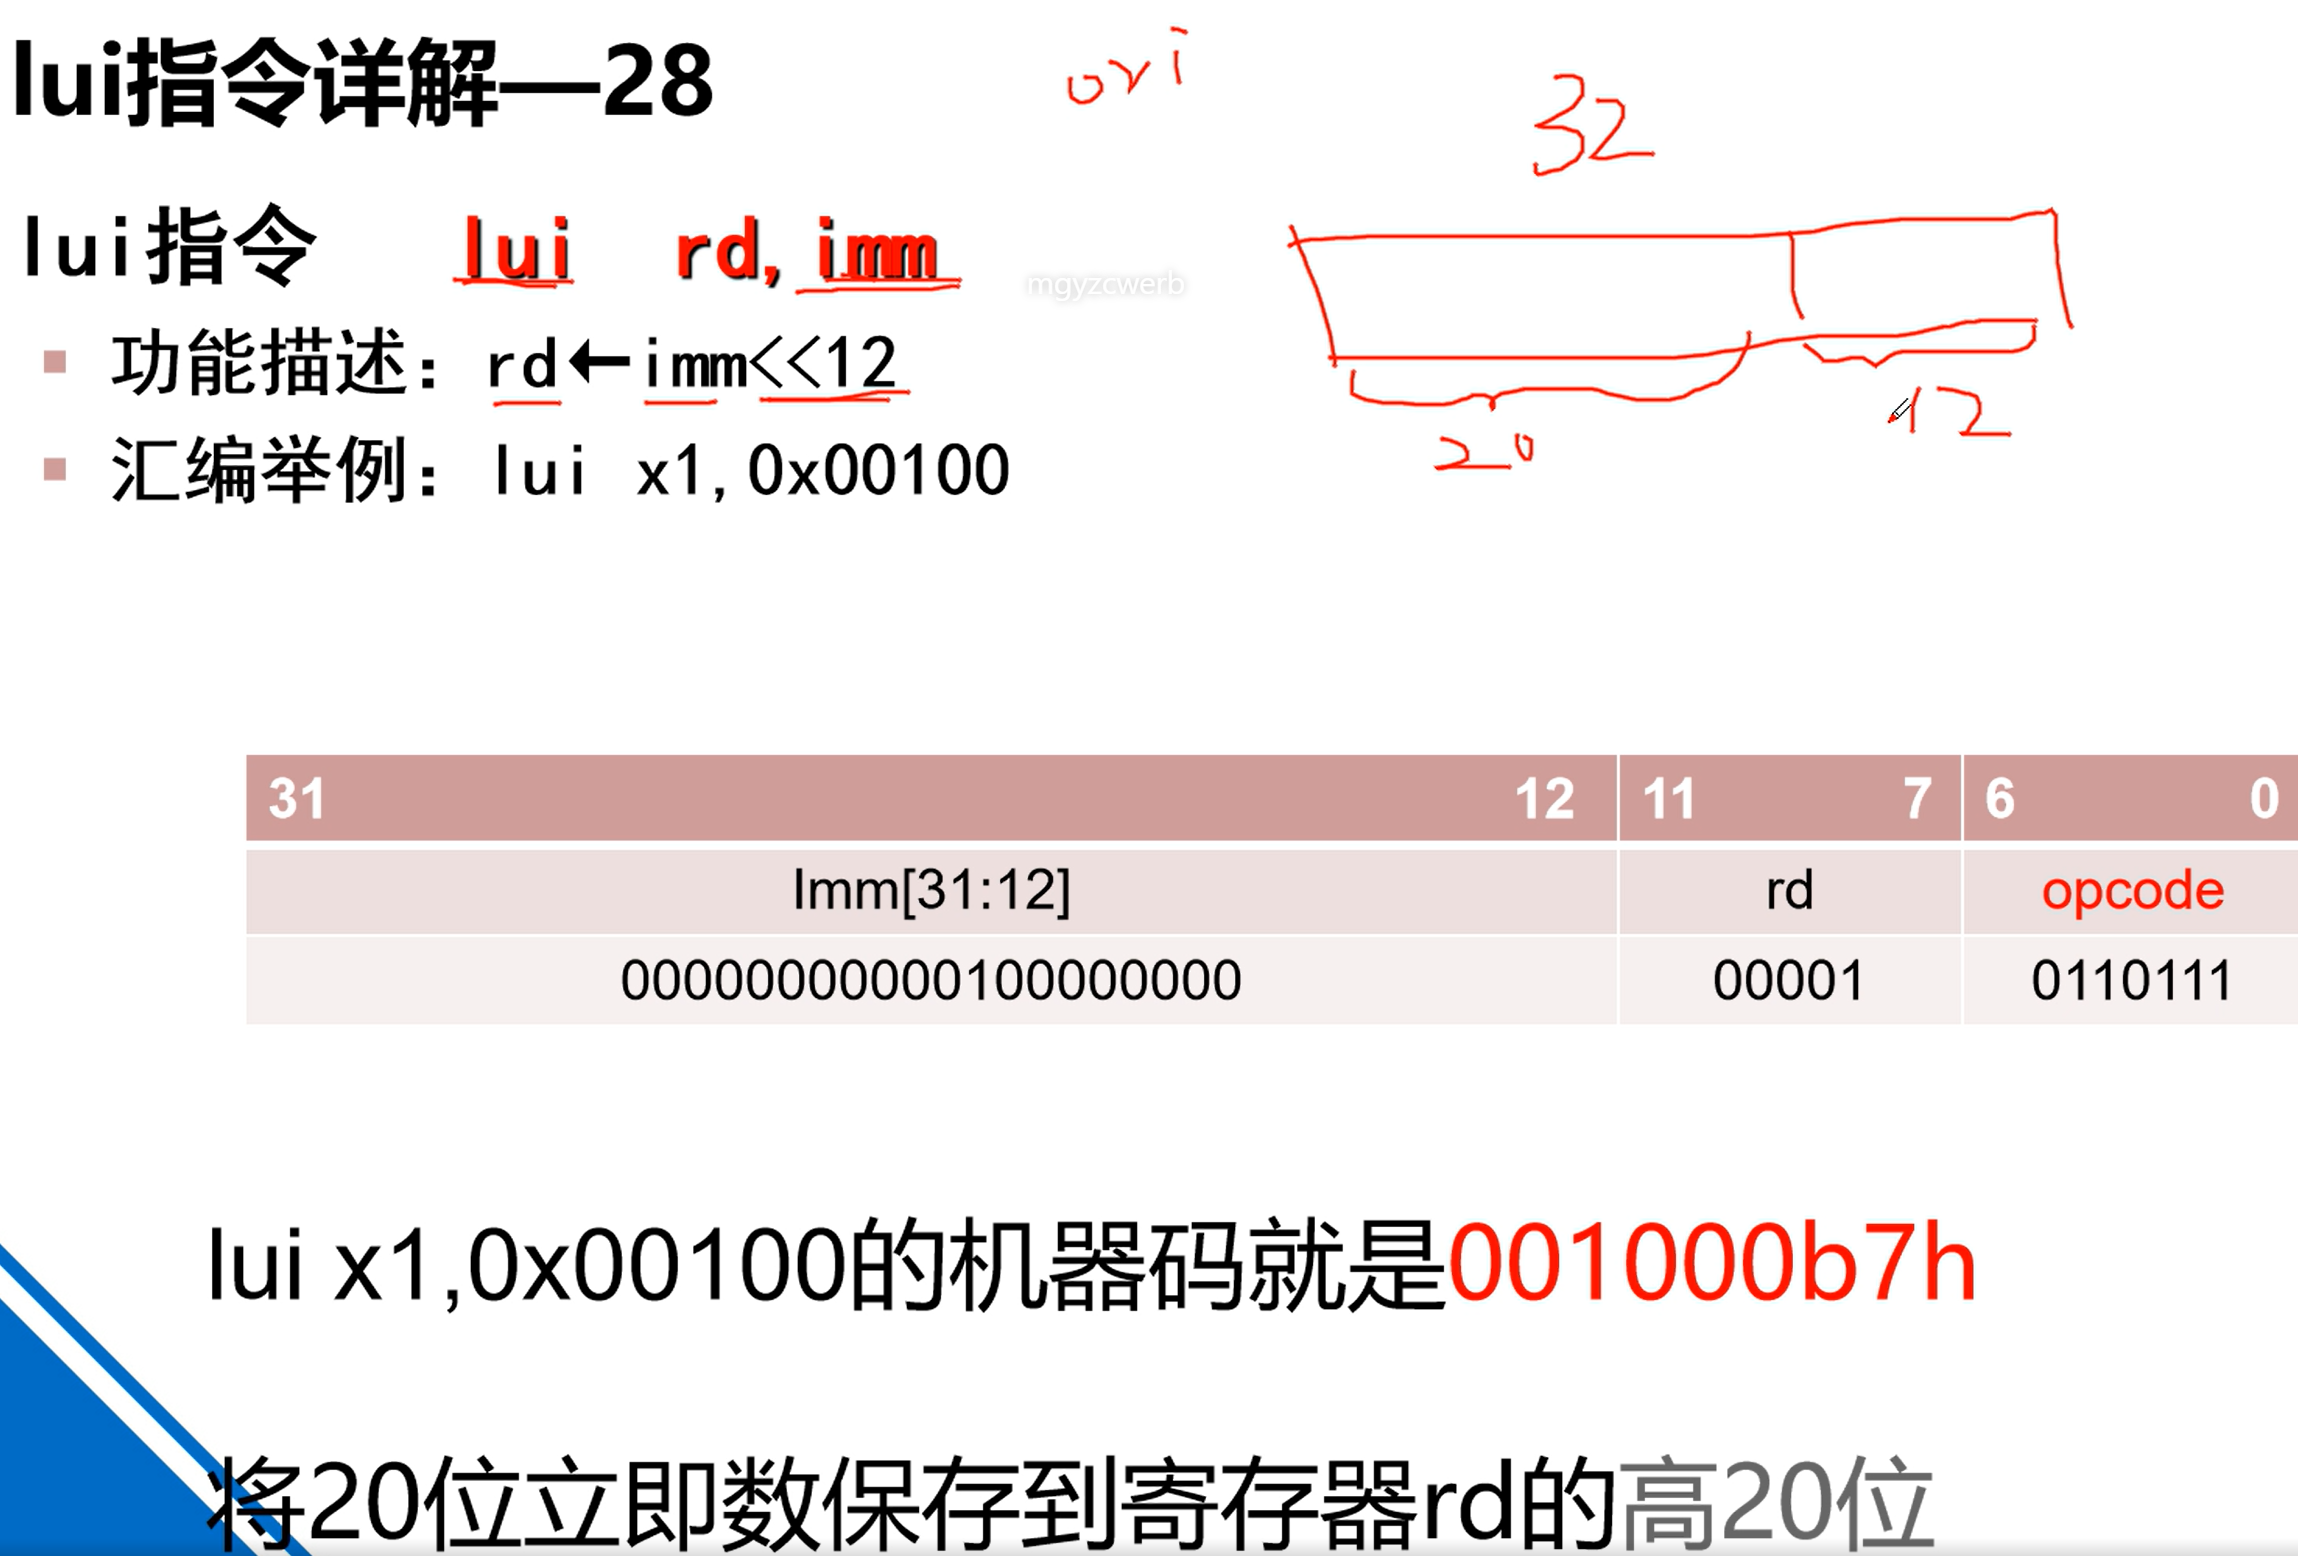 lui指令详解—28
ori
32
lui指令 lui rd, imm
mgyzcwerb
功能描述：rd←imm<<12
12
20
汇编举例：lui x1,0x00100
31 12 11 7 6 0
Imm[31:12] rd opcode
00000000000100000000 00001 0110111
lui x1,0x00100的机器码就是001000b7h
将20位立即数保存到寄存器rd的高20位